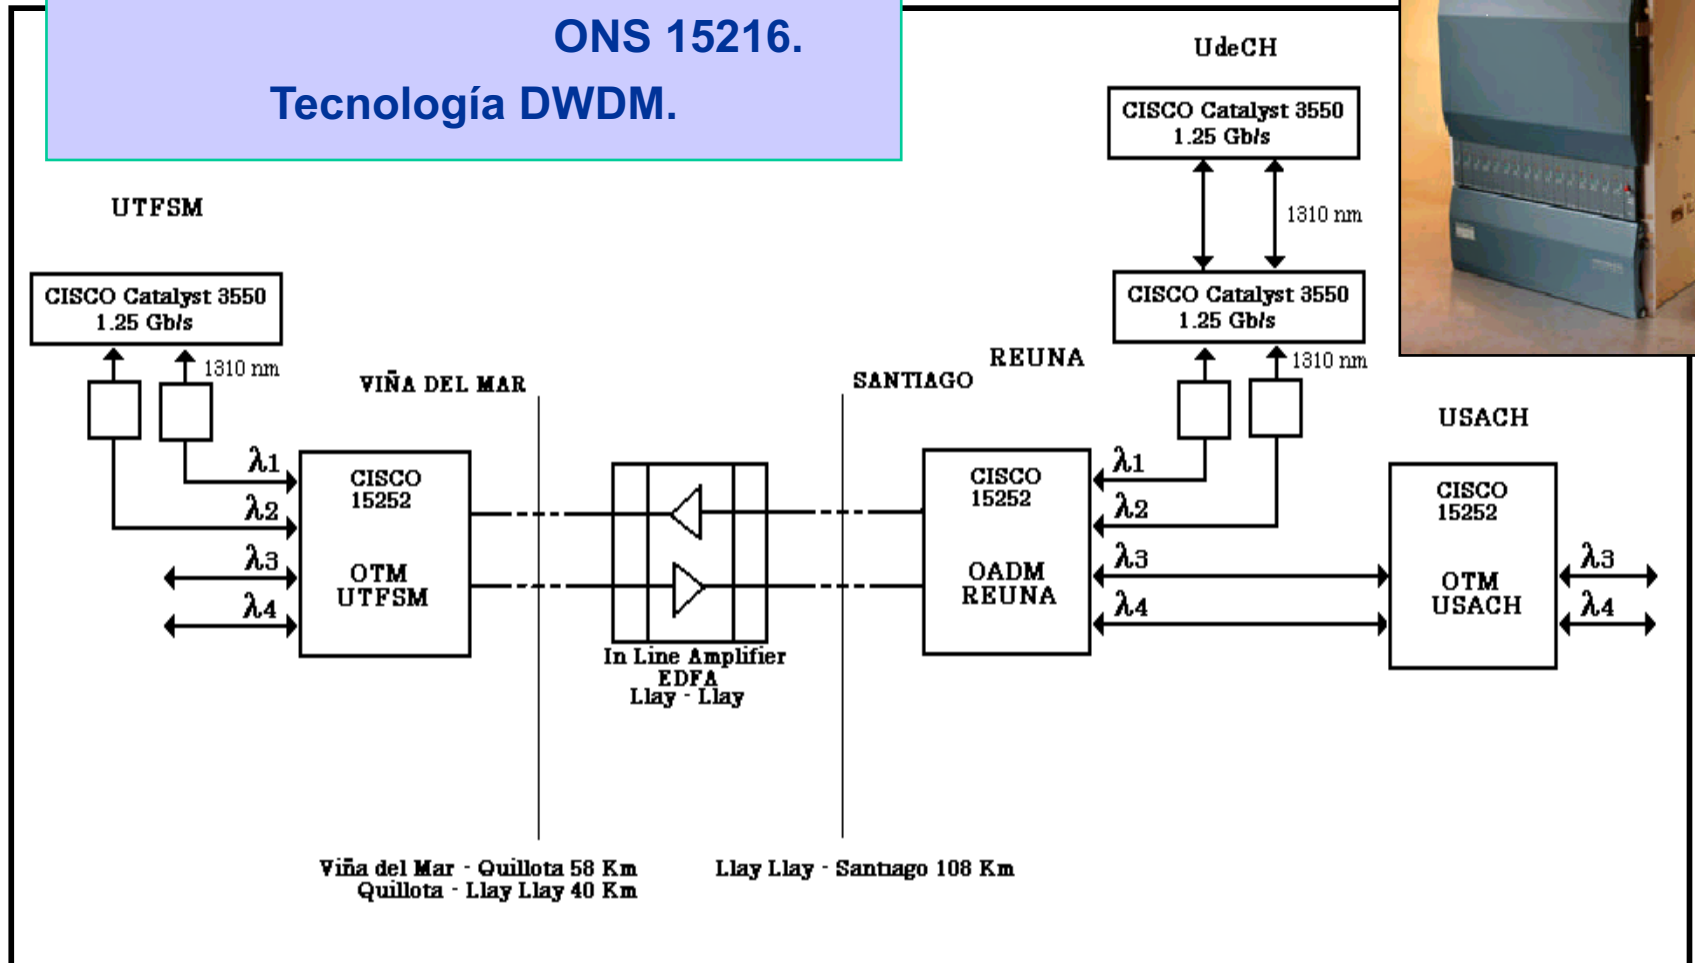 ONS 15216.
Tecnología DWDM.
UdeCH
CISCO Catalyst 3550
1.25 Gb/s
1310 nm
UTFSM
CISCO Catalyst 3550
1.25 Gb/s
1310 nm
CISCO Catalyst 3550
1.25 Gb/s
1310 nm
VIÑA DEL MAR
SANTIAGO
REUNA
USACH
λ1
λ2
λ3
λ4
CISCO
15252
OTM
UTFSM
In Line Amplifier
EDFA
Llay - Llay
CISCO
15252
OADM
REUNA
λ1
λ2
λ3
λ4
CISCO
15252
OTM
USACH
λ3
λ4
Viña del Mar - Quillota 58 Km
Quillota - Llay Llay 40 Km
Llay Llay - Santiago 108 Km